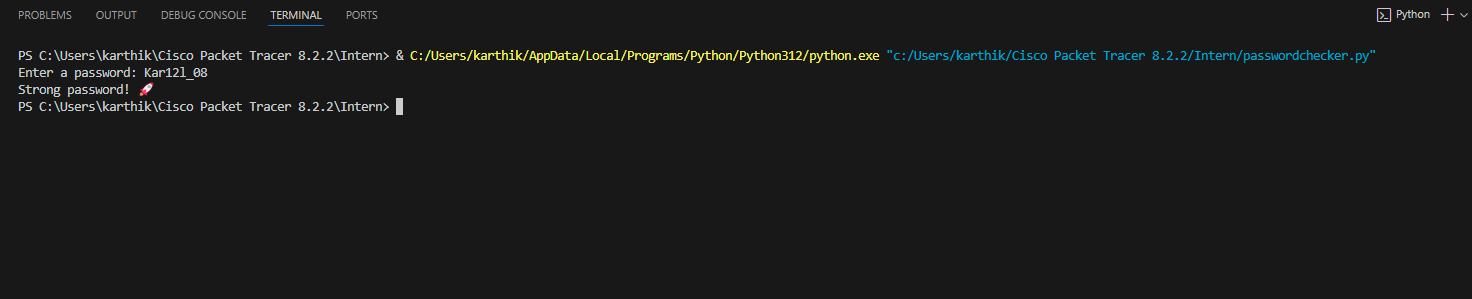 PROBLEMS OUTPUT DEBUG CONSOLE TERMINAL PORTS Python
PS C:\Users\karthik\Cisco Packet Tracer 8.2.2\Intern> & C:/Users/karthik/AppData/Local/Programs/Python/Python312/python.exe "c:/Users/karthik/Cisco Packet Tracer 8.2.2/Intern/passwordchecker.py"
Enter a password: Kar12l_08
Strong password! 🚀
PS C:\Users\karthik\Cisco Packet Tracer 8.2.2\Intern>